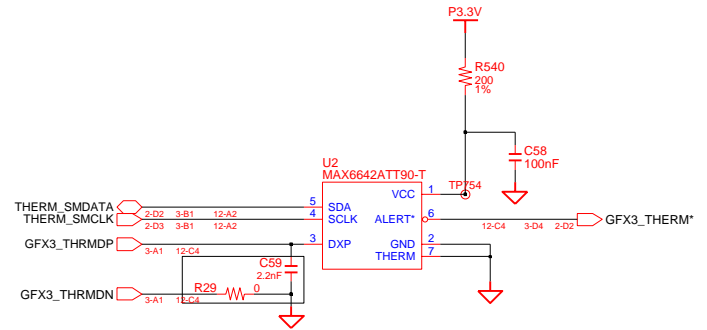 P3.3V
R540
200
1%
C58
100nF
U2
MAX6642ATT90-T
TP754
VCC 1
THERM_SMDATA 5 SDA
2-D2 3-B1 12-A2
THERM_SMCLK 4 SCLK ALERT* 6 GFX3_THERM*
2-D3 3-B1 12-A2 12-C4 3-D4 2-D2
GFX3_THRMDP 3 DXP GND 2
3-A1 12-C4 THERM 7
C59
2.2nF
R29 0
GFX3_THRMDN
3-A1 12-C4